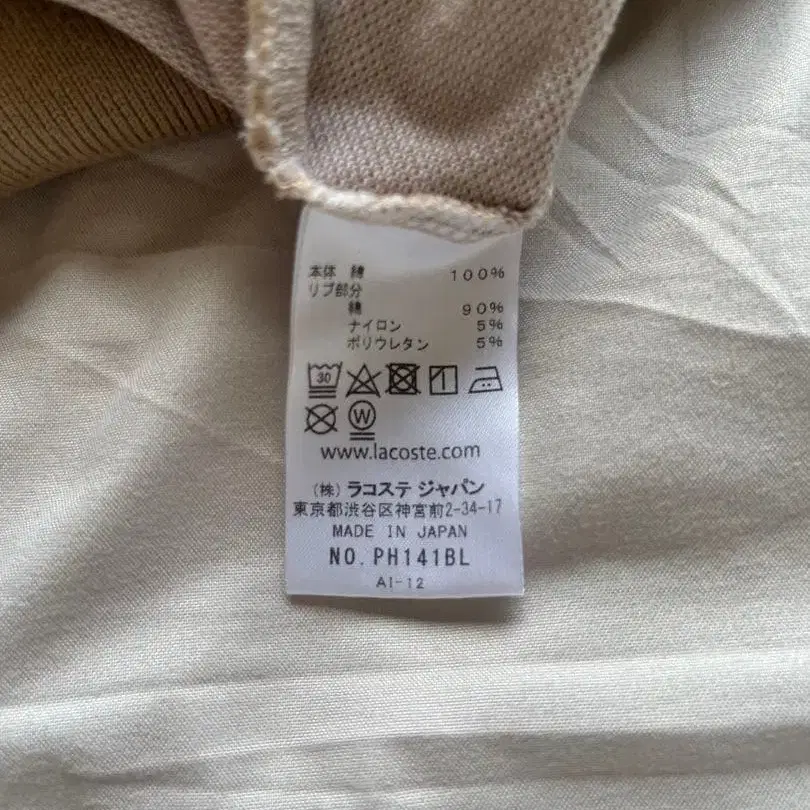 本体 綿 100%
リブ部分
綿 90%
ナイロン 5%
ポリウレタン 5%
30
W
www.lacoste.com
(株) ラコステ ジャパン
東京都渋谷区神宮前2-34-17
MADE IN JAPAN
NO. PH141BL
AI-12